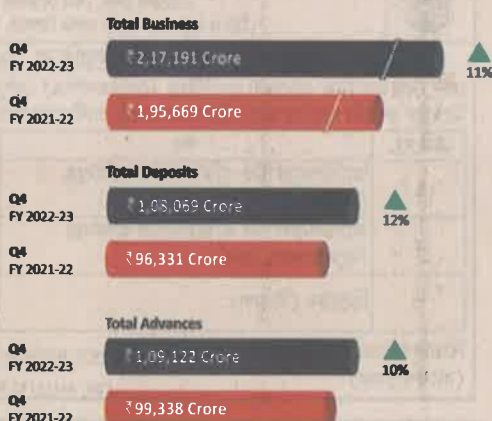 Total Business
Q4
FY 2022-23
₹2,17,191 Crore
11%
Q4
FY 2021-22
₹1,95,669 Crore
Total Deposits
Q4
FY 2022-23
₹1,08,069 Crore
12%
Q4
FY 2021-22
₹96,331 Crore
Total Advances
Q4
FY 2022-23
₹1,09,122 Crore
10%
Q4
FY 2021-22
₹99,338 Crore